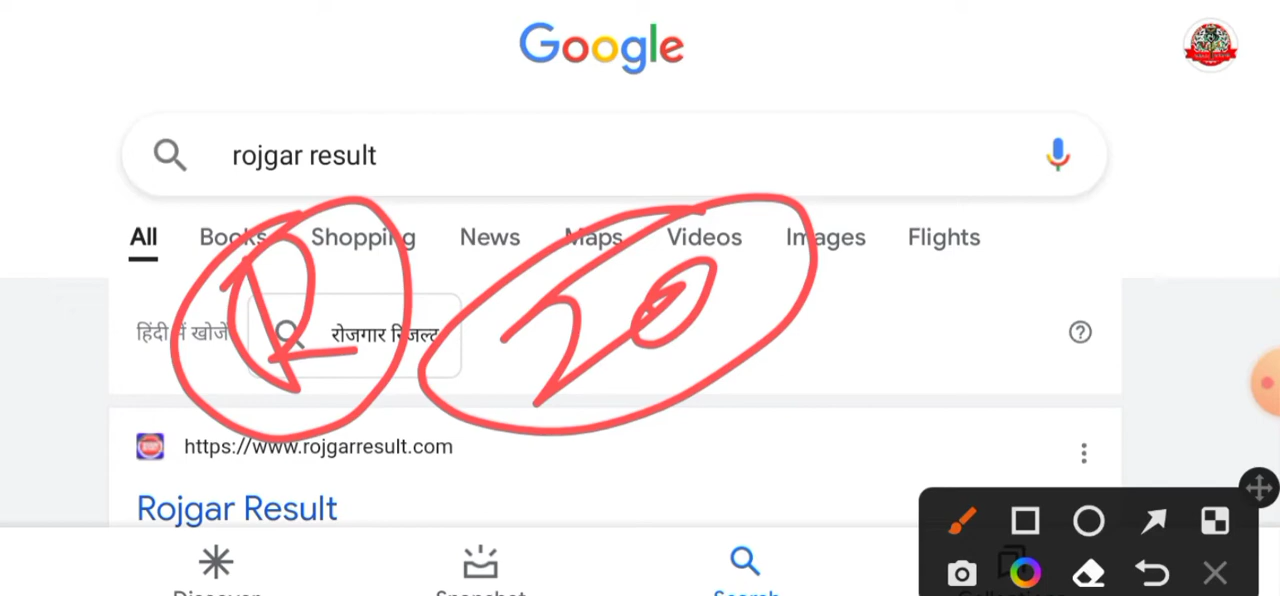 Google
rojgar result
All Books Shopping News Maps Videos Images Flights
हिंदी में खोजें रोजगार रिजल्ट
R 20
https://www.rojgarresult.com
Rojgar Result
Discover Snapshot Search Collections